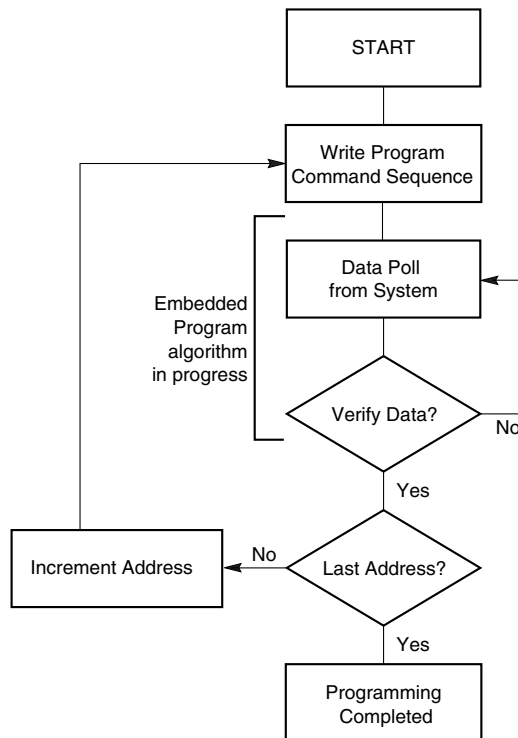 START
Write Program
Command Sequence
Data Poll
from System
Embedded
Program
algorithm
in progress
Verify Data?
No
Yes
Last Address?
No
Increment Address
Yes
Programming
Completed